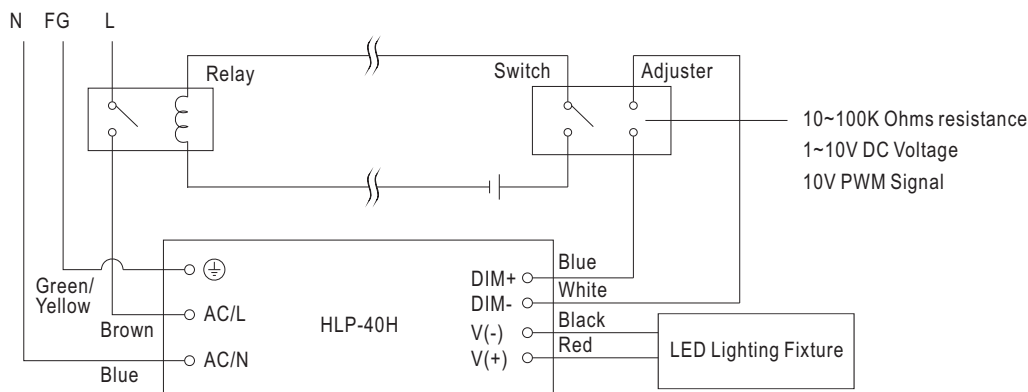 N FG L
Relay
Switch
Adjuster
10~100K Ohms resistance
1~10V DC Voltage
10V PWM Signal
Green/
Yellow
Brown
Blue
AC/L
AC/N
HLP-40H
DIM+
DIM-
V(-)
V(+)
Blue
White
Black
Red
LED Lighting Fixture